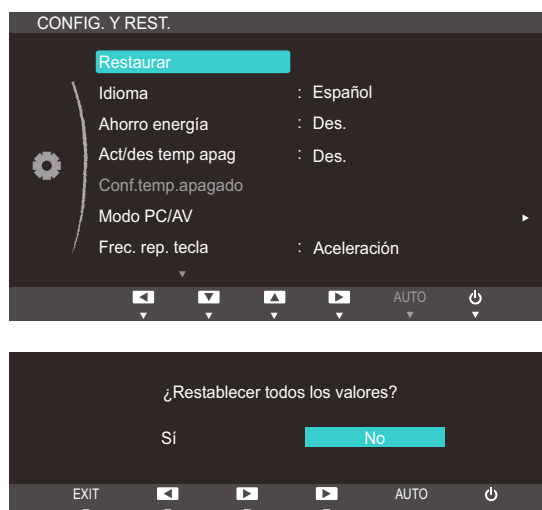 CONFIG. Y REST.
Restaurar
Idioma : Español
Ahorro energía : Des.
Act/des temp apag : Des.
Conf.temp.apagado
Modo PC/AV
Frec. rep. tecla : Aceleración
AUTO
¿Restablecer todos los valores?
Sí No
EXIT AUTO